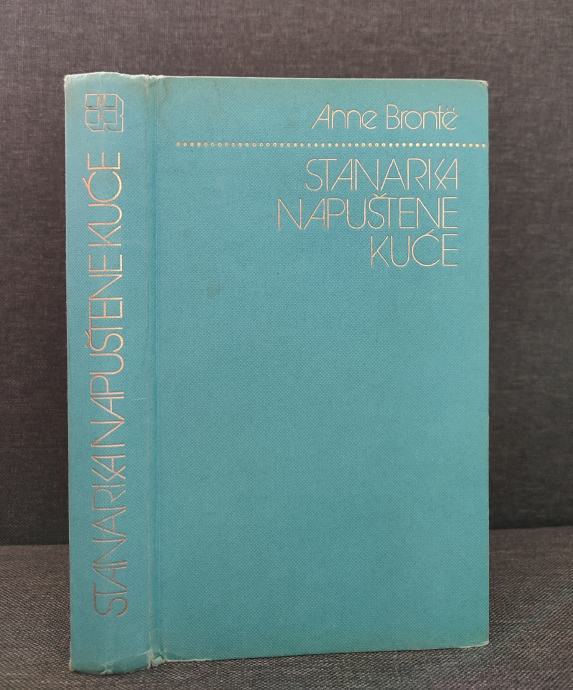 Anne Brontë
STANARKA
NAPUŠTENE
KUĆE
STANARKA NAPUŠTENE KUĆE